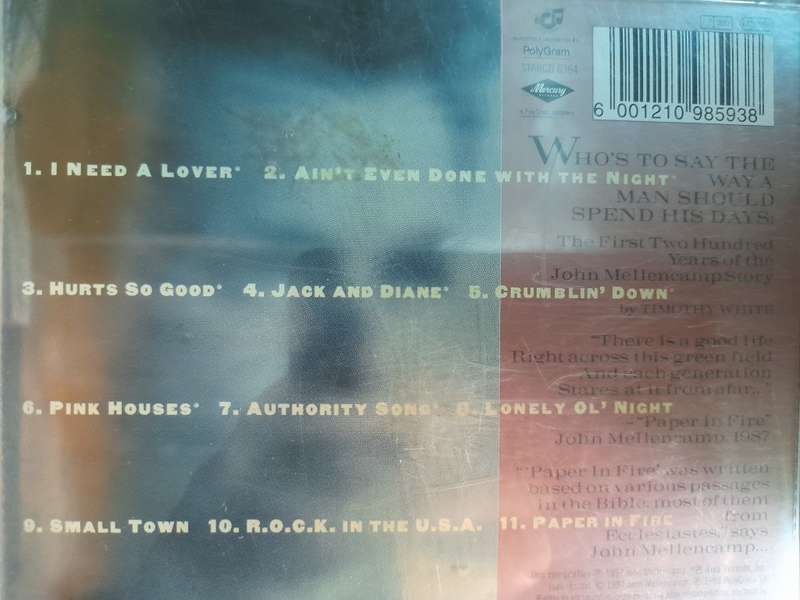 PolyGram
STARCD 6364
Mercury
6 001210 985938
1. I NEED A LOVER* 2. AIN'T EVEN DONE WITH THE NIGHT*
3. HURTS SO GOOD* 4. JACK AND DIANE* 5. CRUMBLIN' DOWN*
6. PINK HOUSES* 7. AUTHORITY SONG* 8. LONELY OL' NIGHT
9. SMALL TOWN 10. R.O.C.K. IN THE U.S.A. 11. PAPER IN FIRE
WHO'S TO SAY THE
WAY A
MAN SHOULD
SPEND HIS DAYS:
The First Two Hundred
Years of the
John Mellencamp Story
by TIMOTHY WHITE
"There is a good life
Right across this green field
And each generation
Stares at it from afar..."
–"Paper in Fire"
John Mellencamp, 1987
"'Paper In Fire' was written
based on various passages
in the Bible, most of them
from
Ecclesiastes," says
John Mellencamp...